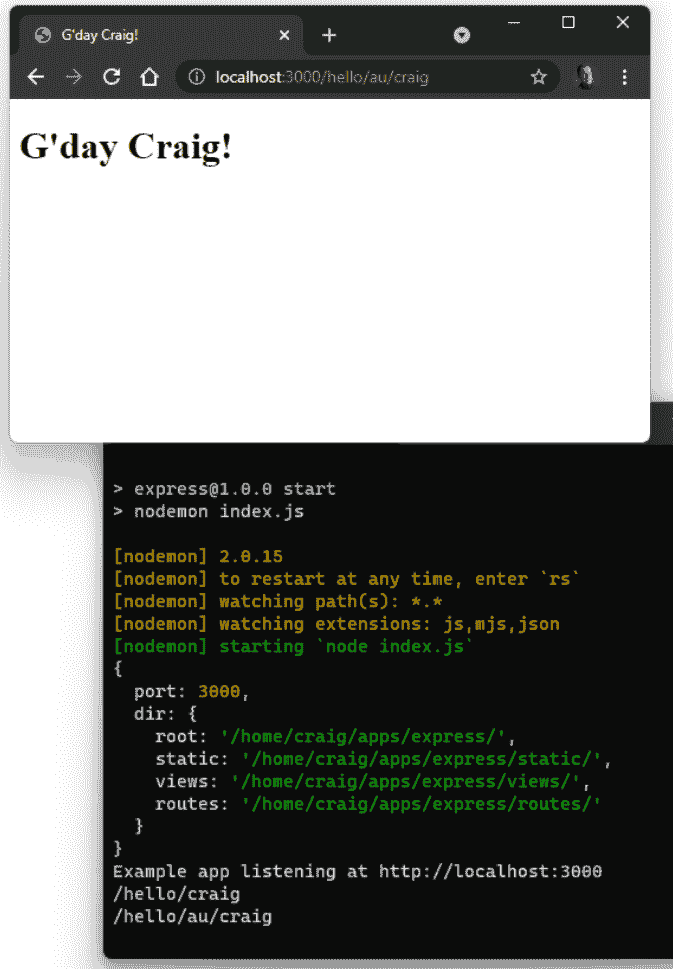 G'day Craig!
localhost:3000/hello/au/craig
G'day Craig!
> express@1.0.0 start
> nodemon index.js
[nodemon] 2.0.15
[nodemon] to restart at any time, enter `rs`
[nodemon] watching path(s): *.*
[nodemon] watching extensions: js,mjs,json
[nodemon] starting `node index.js`
{
  port: 3000,
  dir: {
    root: '/home/craig/apps/express/',
    static: '/home/craig/apps/express/static/',
    views: '/home/craig/apps/express/views/',
    routes: '/home/craig/apps/express/routes/'
  }
}
Example app listening at http://localhost:3000
/hello/craig
/hello/au/craig